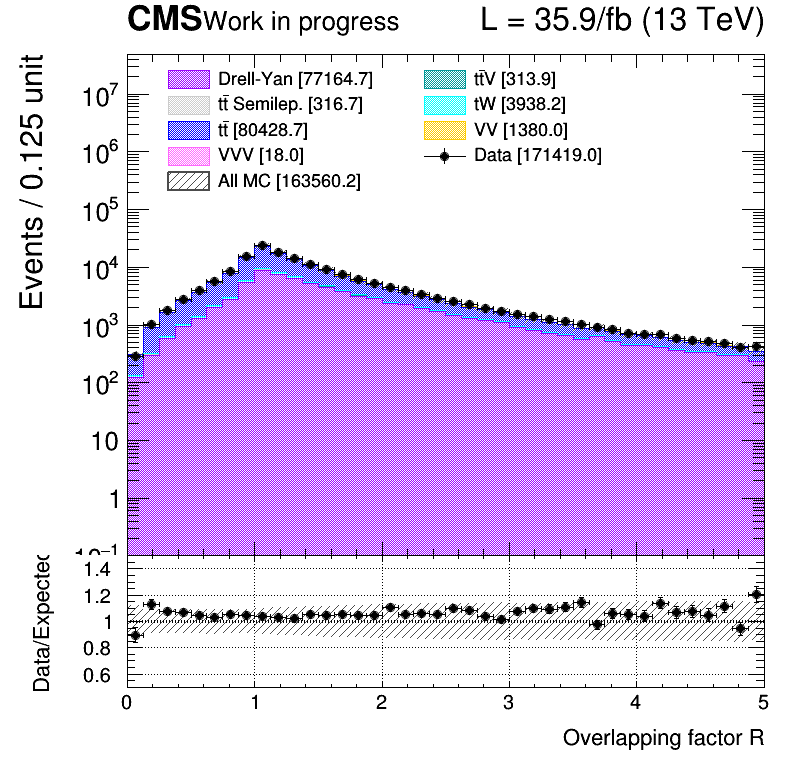 CMS Work in progress L = 35.9/fb (13 TeV)
Drell-Yan [77164.7]
tt̄ Semilep. [316.7]
tt̄ [80428.7]
VVV [18.0]
All MC [163560.2]
tt̄V [313.9]
tW [3938.2]
VV [1380.0]
Data [171419.0]
Events / 0.125 unit
10⁷
10⁶
10⁵
10⁴
10³
10²
10
1
10⁻¹
Data/Expected
1.4
1.2
1
0.8
0.6
0 1 2 3 4 5
Overlapping factor R